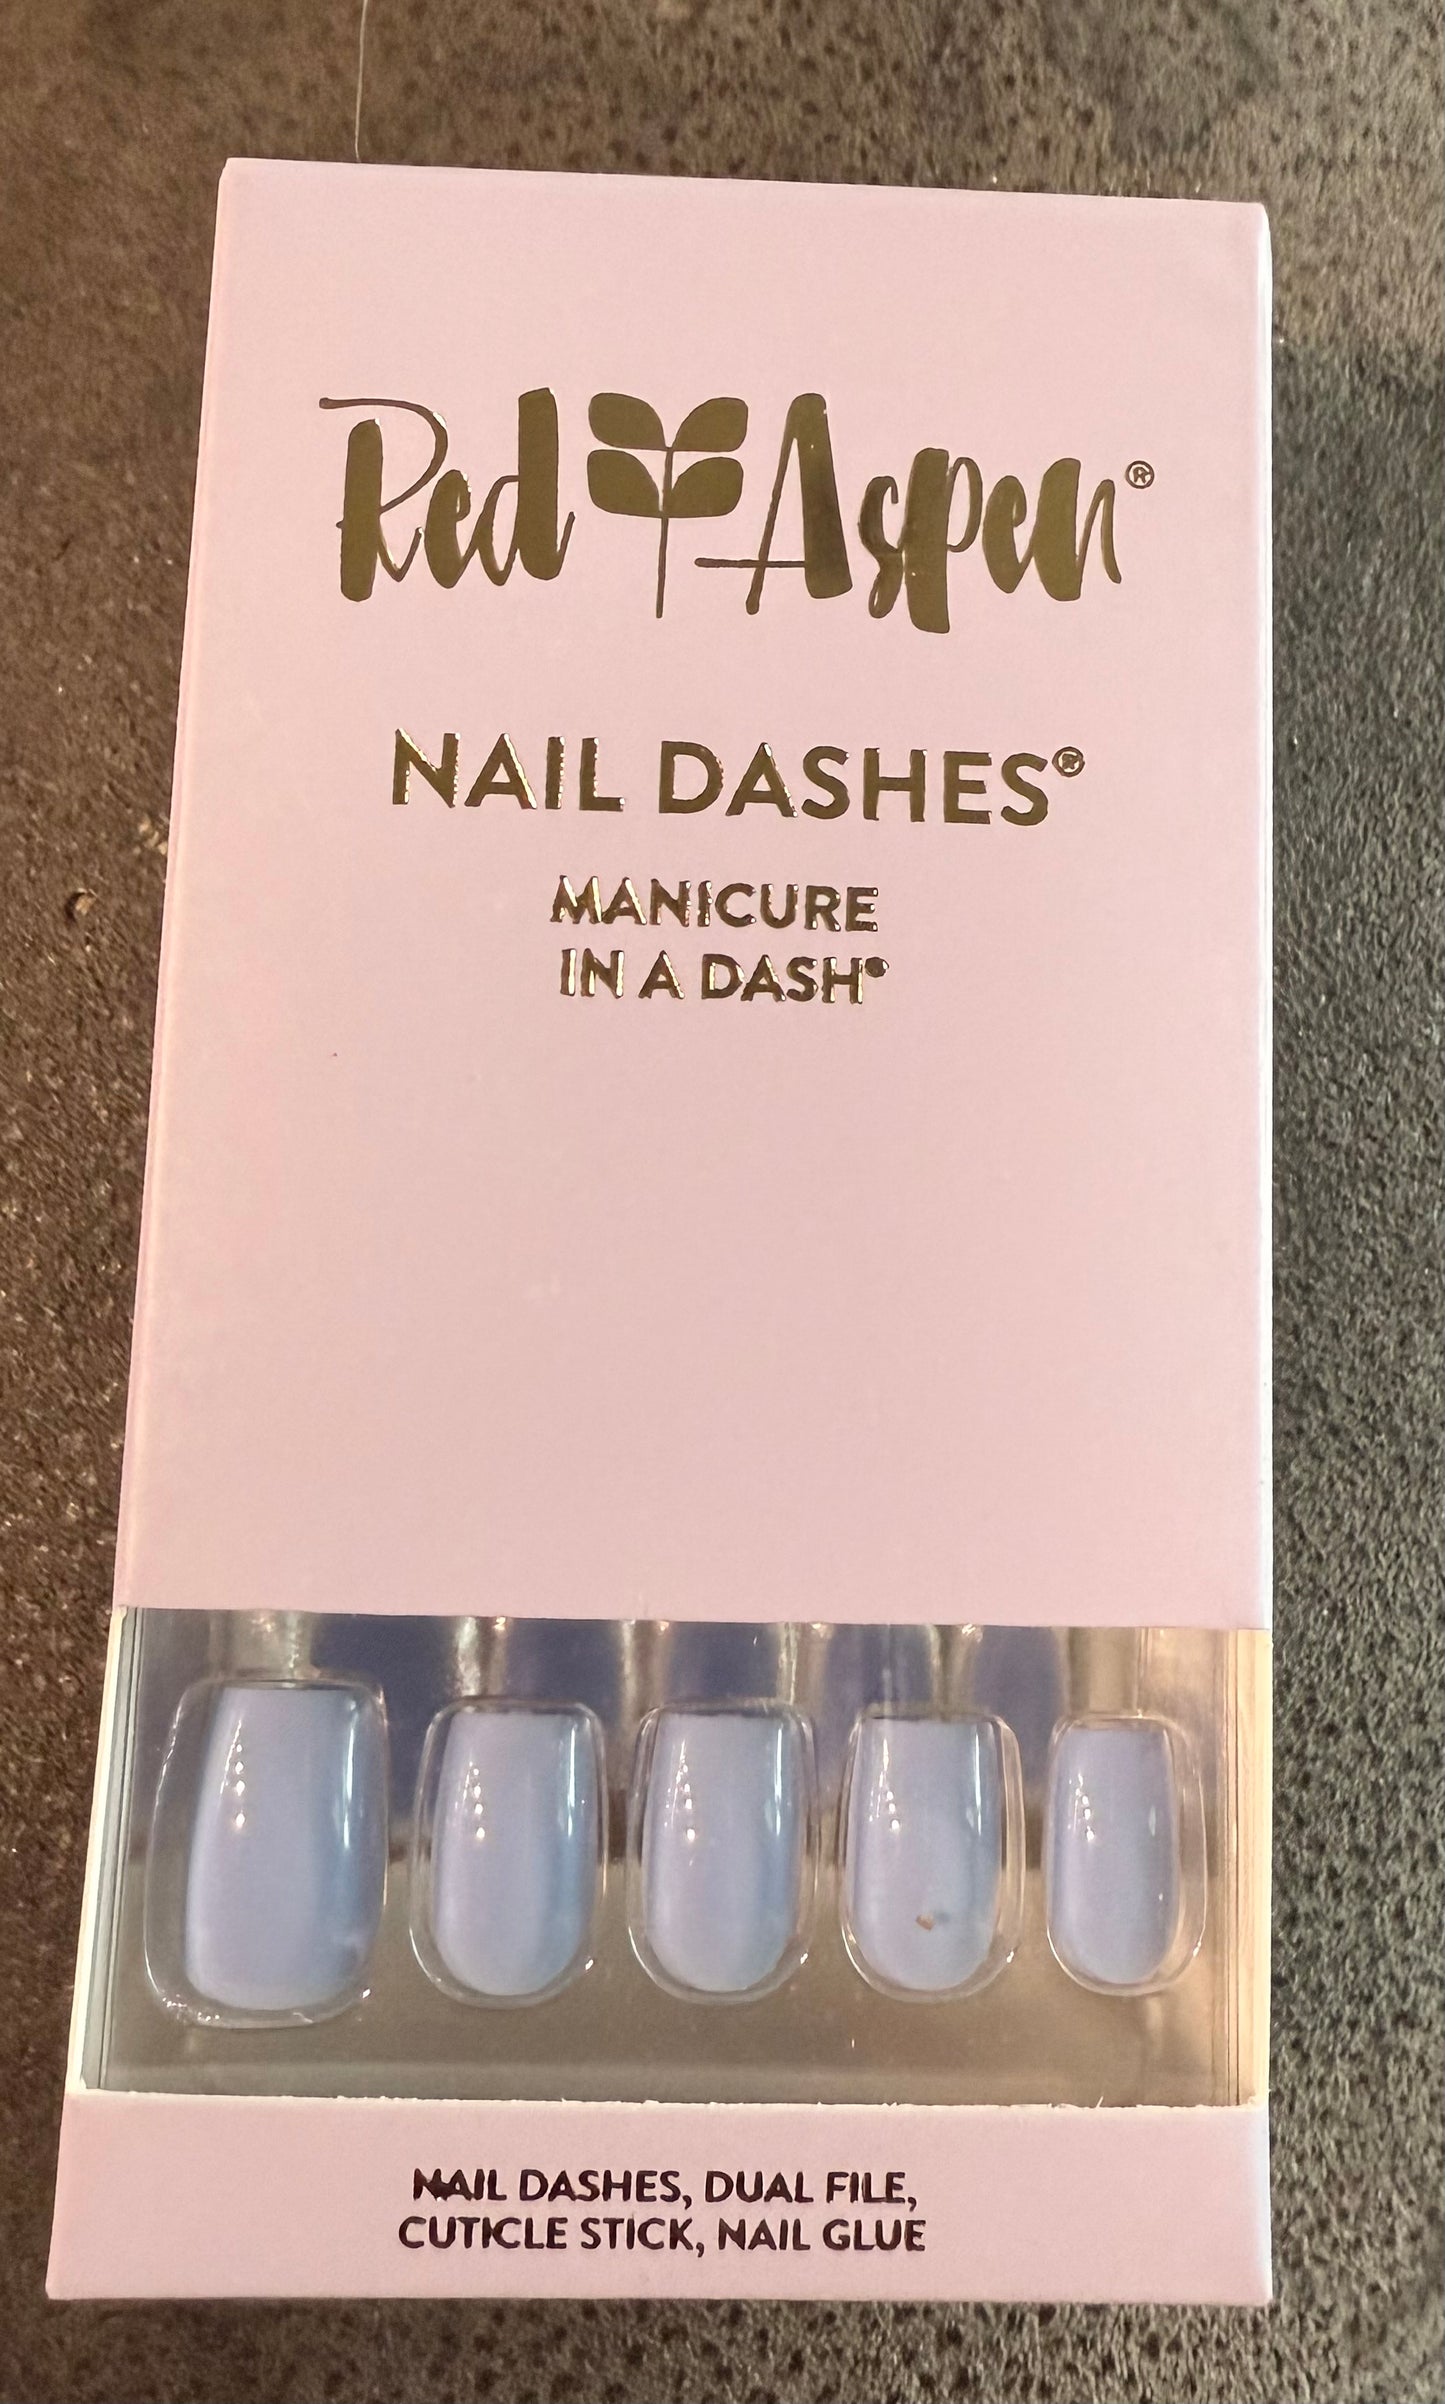 Red Aspen®
NAIL DASHES®
MANICURE
IN A DASH®
NAIL DASHES, DUAL FILE,
CUTICLE STICK, NAIL GLUE